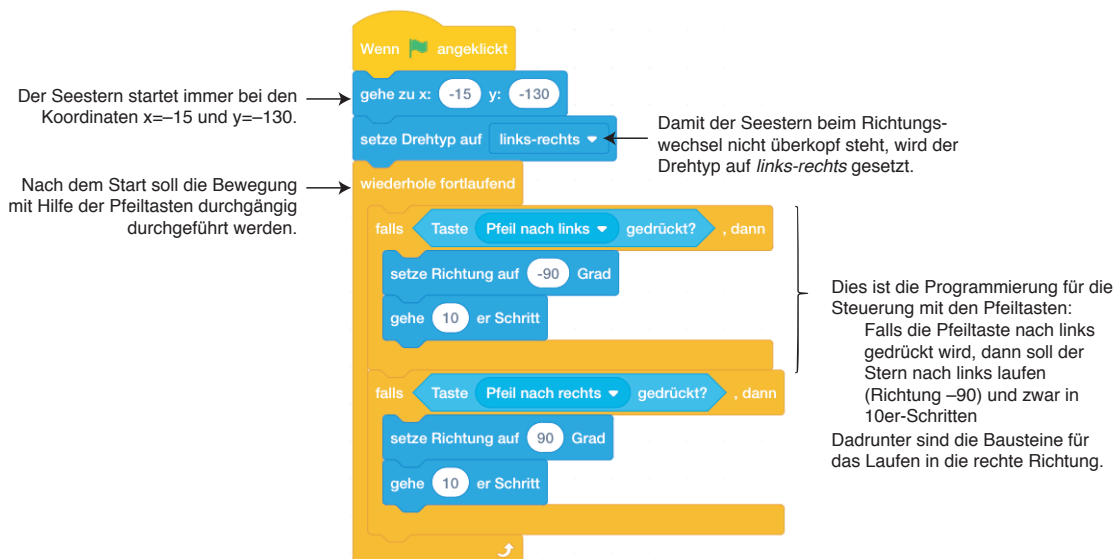 Wenn angeklickt
gehe zu x: -15 y: -130
Der Seestern startet immer bei den
Koordinaten x=–15 und y=–130.
setze Drehtyp auf links-rechts
Damit der Seestern beim Richtungs-
wechsel nicht überkopf steht, wird der
Drehtyp auf links-rechts gesetzt.
wiederhole fortlaufend
Nach dem Start soll die Bewegung
mit Hilfe der Pfeiltasten durchgängig
durchgeführt werden.
falls Taste Pfeil nach links gedrückt? , dann
setze Richtung auf -90 Grad
gehe 10 er Schritt
Dies ist die Programmierung für die
Steuerung mit den Pfeiltasten:
Falls die Pfeiltaste nach links
gedrückt wird, dann soll der
Stern nach links laufen
(Richtung –90) und zwar in
10er-Schritten
Dadrunter sind die Bausteine für
das Laufen in die rechte Richtung.
falls Taste Pfeil nach rechts gedrückt? , dann
setze Richtung auf 90 Grad
gehe 10 er Schritt